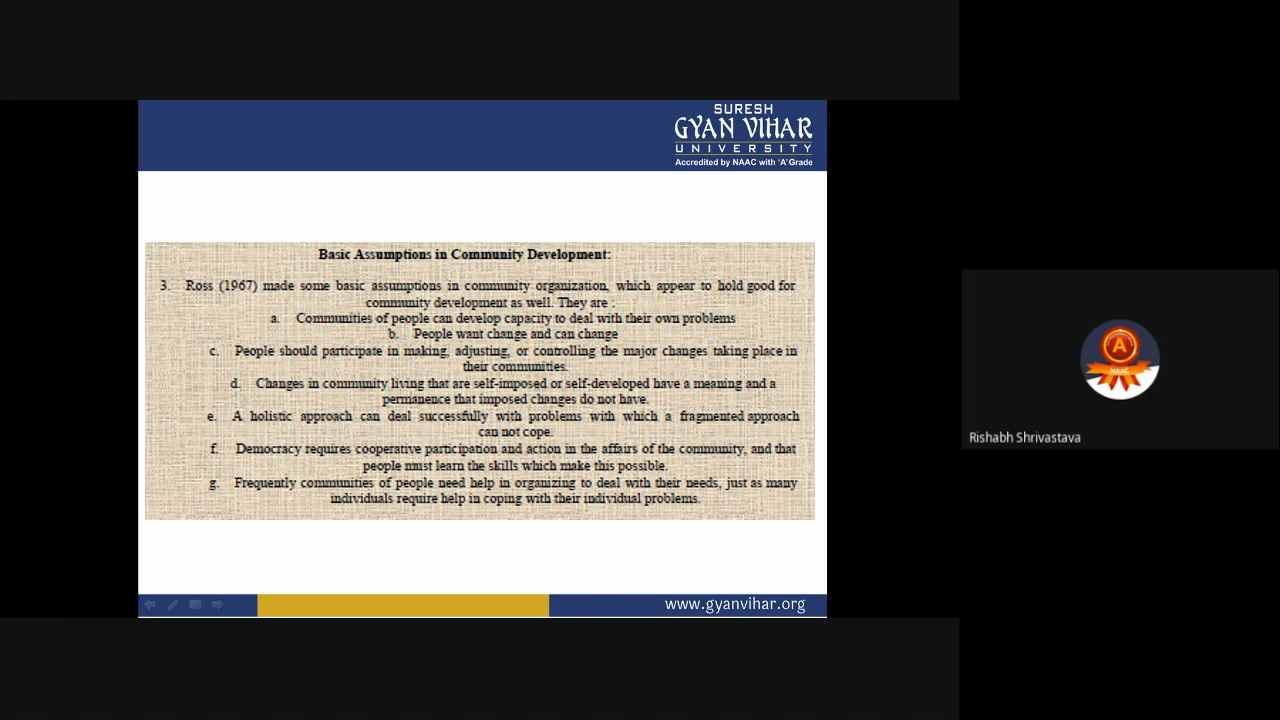 SURESH
GYAN VIHAR
UNIVERSITY
Accredited by NAAC with 'A' Grade
Basic Assumptions in Community Development:
3. Ross (1967) made some basic assumptions in community organization, which appear to hold good for
community development as well. They are :
a. Communities of people can develop capacity to deal with their own problems
b. People want change and can change
c. People should participate in making, adjusting, or controlling the major changes taking place in
their communities.
d. Changes in community living that are self-imposed or self-developed have a meaning and a
permanence that imposed changes do not have.
e. A holistic approach can deal successfully with problems with which a fragmented approach
can not cope.
f. Democracy requires cooperative participation and action in the affairs of the community, and that
people must learn the skills which make this possible.
g. Frequently communities of people need help in organizing to deal with their needs, just as many
individuals require help in coping with their individual problems.
www.gyanvihar.org
A
NAAC
Rishabh Shrivastava